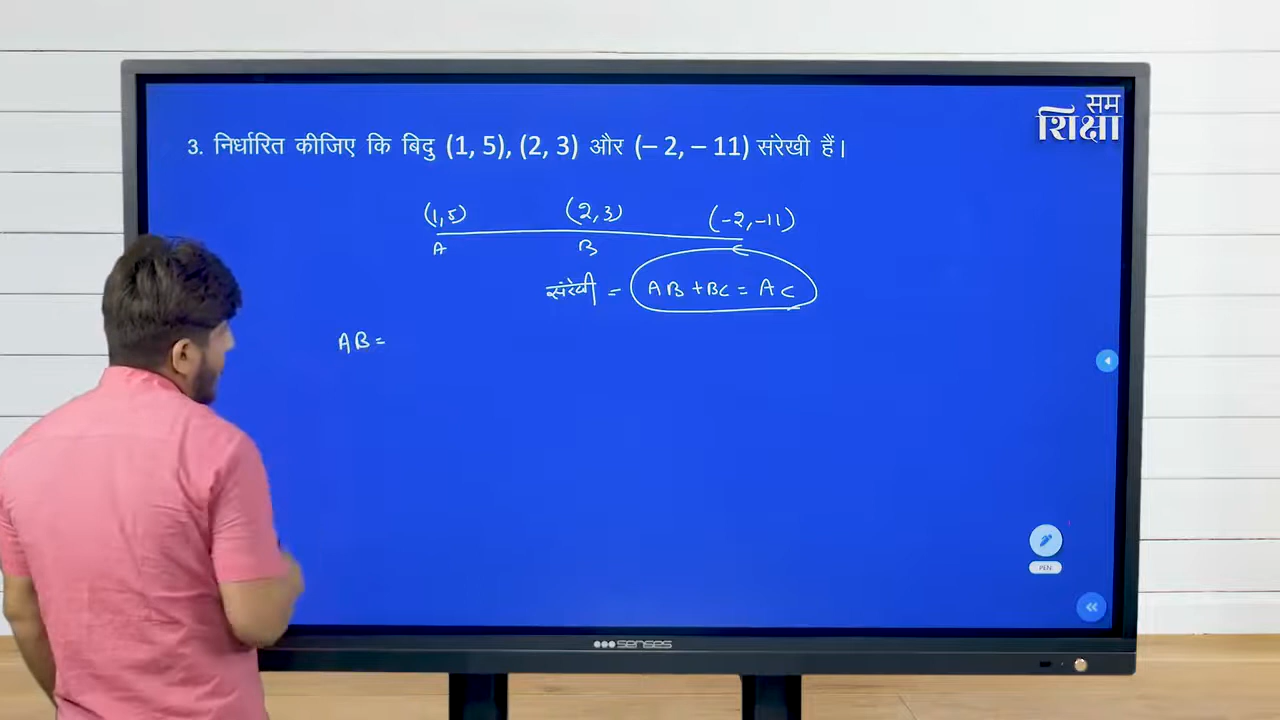 सम
शिक्षा
3. निर्धारित कीजिए कि बिदु (1, 5), (2, 3) और (– 2, – 11) संरेखी हैं।
(1,5) (2,3) (-2,-11)
A B C
संरेखी = AB+BC = AC
AB=
PEN
senses